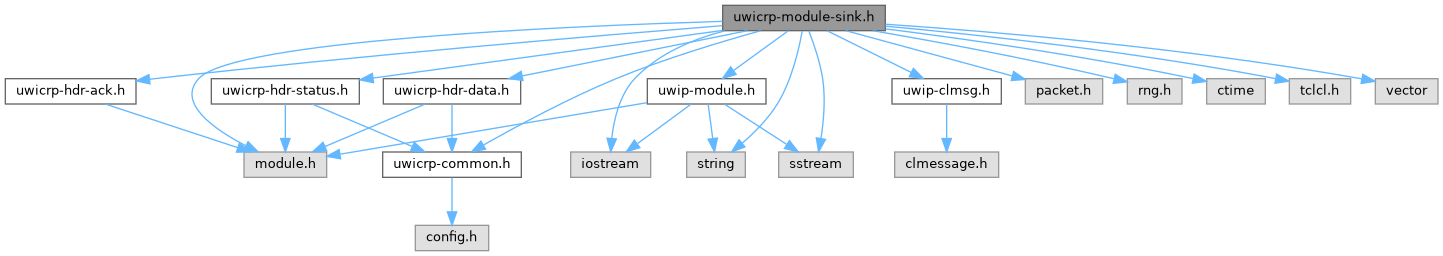 uwicrp-module-sink.h
uwicrp-hdr-ack.h
uwicrp-hdr-status.h
uwicrp-hdr-data.h
uwip-module.h
uwip-clmsg.h
packet.h
rng.h
ctime
tclcl.h
vector
module.h
uwicrp-common.h
iostream
string
sstream
clmessage.h
config.h